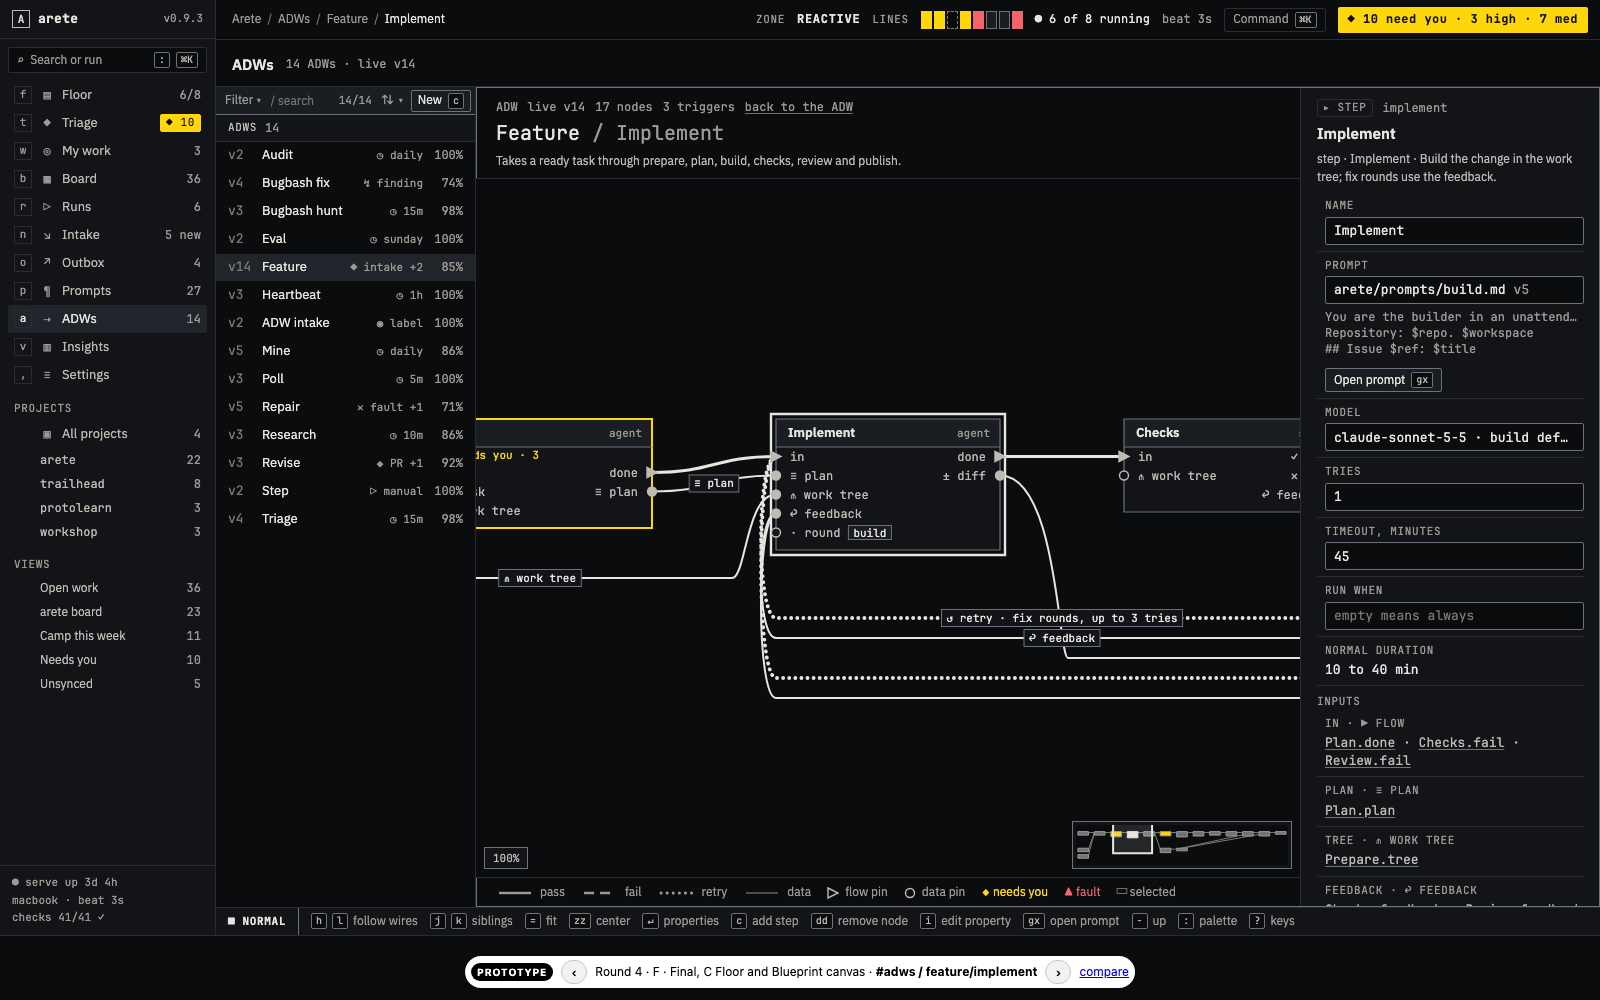 A arete v0.9.3
Arete / ADWs / Feature / Implement
ZONE REACTIVE LINES 6 of 8 running beat 3s Command ⌘K ◆ 10 need you · 3 high · 7 med
Search or run : ⌘K
f Floor 6/8
t Triage ◆ 10
w My work 3
b Board 36
r Runs 6
n Intake 5 new
o Outbox 4
p ¶ Prompts 27
a → ADWs 14
v Insights
, ≡ Settings
PROJECTS
All projects 4
arete 22
trailhead 8
protolearn 3
workshop 3
VIEWS
Open work 36
arete board 23
Camp this week 11
Needs you 10
Unsynced 5
● serve up 3d 4h
macbook · beat 3s
checks 41/41 ✓
ADWs 14 ADWs · live v14
Filter ▾ / search 14/14 ⇅ ▾ New c
ADWS 14
v2 Audit ◷ daily 100%
v4 Bugbash fix ↯ finding 74%
v3 Bugbash hunt ◷ 15m 98%
v2 Eval ◷ sunday 100%
v14 Feature ◆ intake +2 85%
v3 Heartbeat ◷ 1h 100%
v2 ADW intake ◉ label 100%
v5 Mine ◷ daily 86%
v3 Poll ◷ 5m 100%
v5 Repair × fault +1 71%
v3 Research ◷ 10m 86%
v3 Revise ◆ PR +1 92%
v2 Step ▷ manual 100%
v4 Triage ◷ 15m 98%
ADW live v14 17 nodes 3 triggers back to the ADW
Feature / Implement
Takes a ready task through prepare, plan, build, checks, review and publish.
agent
ds you · 3
done
sk ≡ plan
rk tree
≡ plan
⋔ work tree
Implement agent
in done
≡ plan ± diff
⋔ work tree
feedback
· round build
Checks
in ✓
⋔ work tree ×
feed
↺ retry · fix rounds, up to 3 tries
feedback
100%
pass fail retry data flow pin data pin ◆ needs you ▲ fault selected
▸ STEP implement
Implement
step · Implement · Build the change in the work
tree; fix rounds use the feedback.
NAME
Implement
PROMPT
arete/prompts/build.md v5
You are the builder in an unattend…
Repository: $repo. $workspace
## Issue $ref: $title
Open prompt gx
MODEL
claude-sonnet-5-5 · build def…
TRIES
1
TIMEOUT, MINUTES
45
RUN WHEN
empty means always
NORMAL DURATION
10 to 40 min
INPUTS
IN · ▶ FLOW
Plan.done · Checks.fail ·
Review.fail
PLAN · ≡ PLAN
Plan.plan
TREE · ⋔ WORK TREE
Prepare.tree
FEEDBACK · FEEDBACK
■ NORMAL h l follow wires j k siblings = fit zz center ↵ properties c add step dd remove node i edit property gx open prompt - up : palette ? keys
PROTOTYPE ‹ Round 4 · F · Final, C Floor and Blueprint canvas · #adws / feature/implement › compare